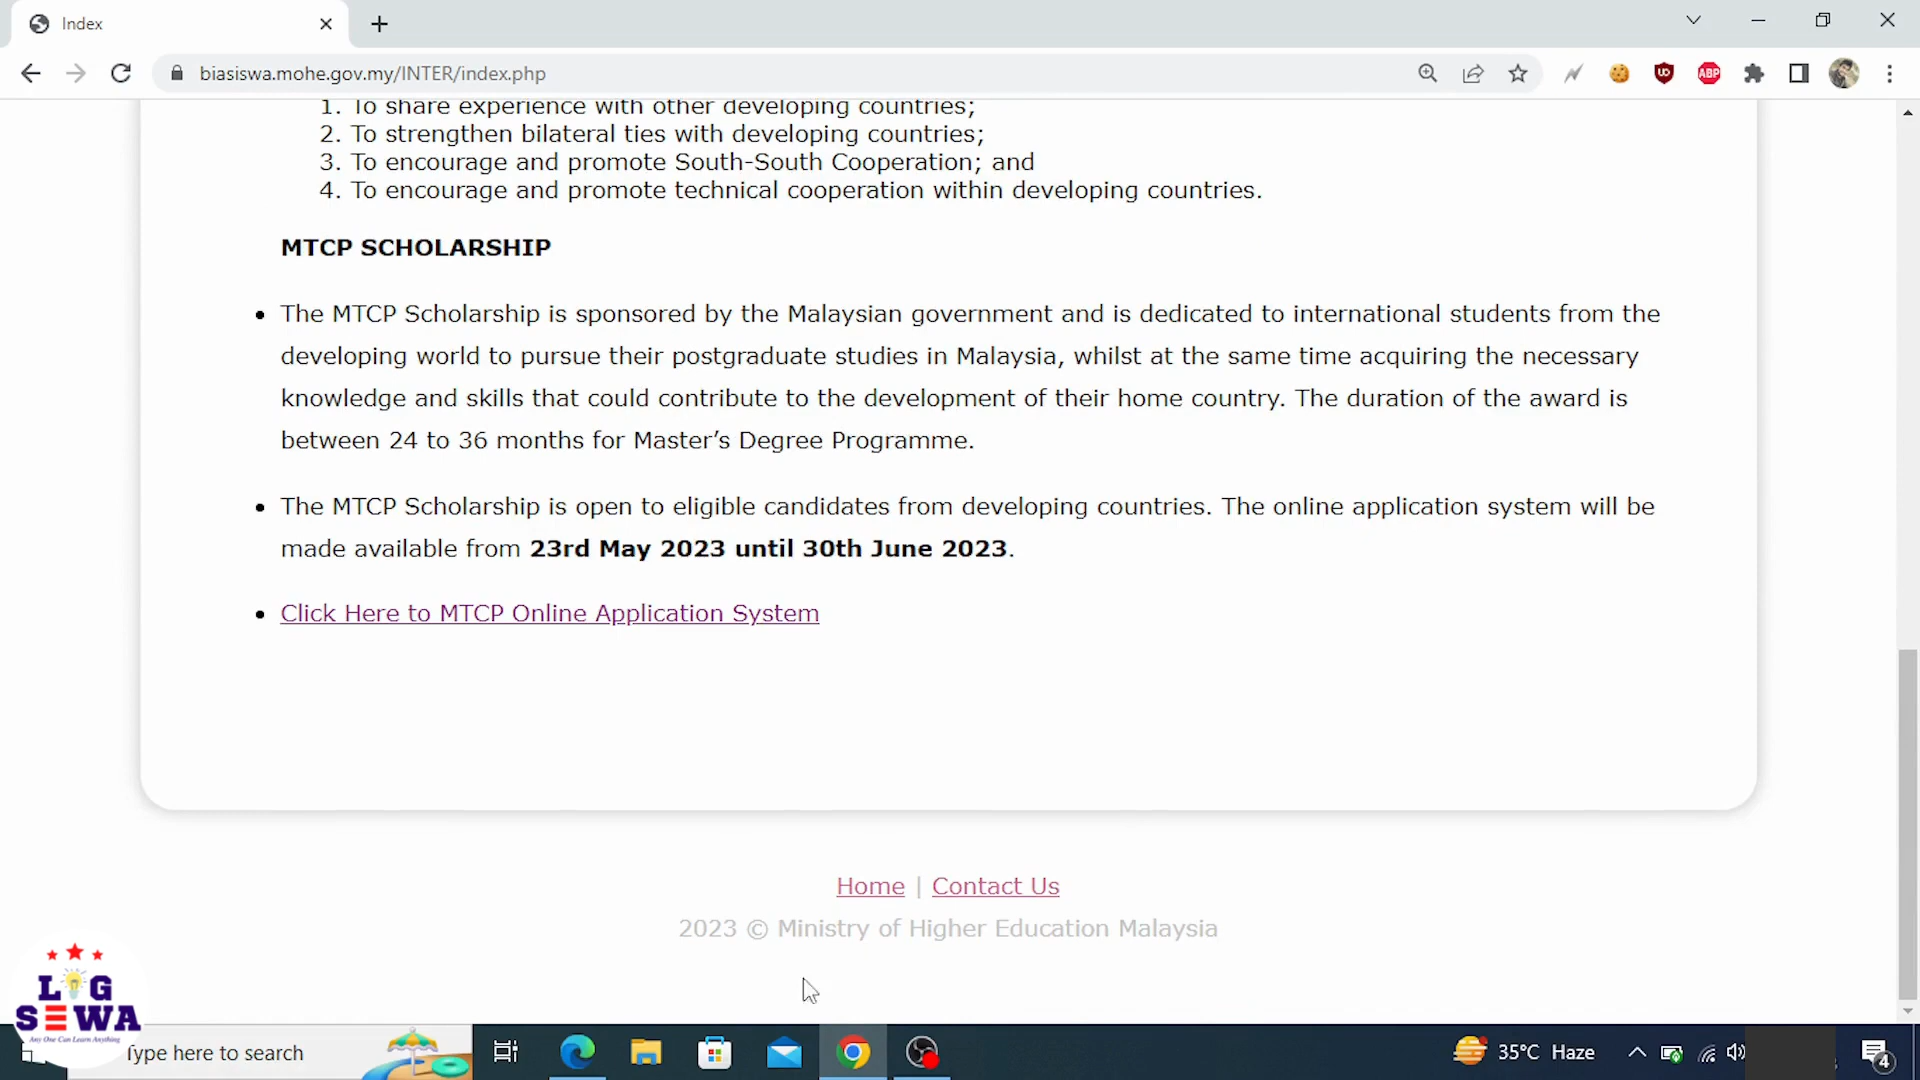 Index
biasiswa.mohe.gov.my/INTER/index.php
ABP
1. To share experience with other developing countries;
2. To strengthen bilateral ties with developing countries;
3. To encourage and promote South-South Cooperation; and
4. To encourage and promote technical cooperation within developing countries.
MTCP SCHOLARSHIP
The MTCP Scholarship is sponsored by the Malaysian government and is dedicated to international students from the
developing world to pursue their postgraduate studies in Malaysia, whilst at the same time acquiring the necessary
knowledge and skills that could contribute to the development of their home country. The duration of the award is
between 24 to 36 months for Master's Degree Programme.
The MTCP Scholarship is open to eligible candidates from developing countries. The online application system will be
made available from 23rd May 2023 until 30th June 2023.
Click Here to MTCP Online Application System
Home | Contact Us
2023 © Ministry of Higher Education Malaysia
LIG
SEWA
Any One Can Learn Anything
Type here to search
35°C Haze
4